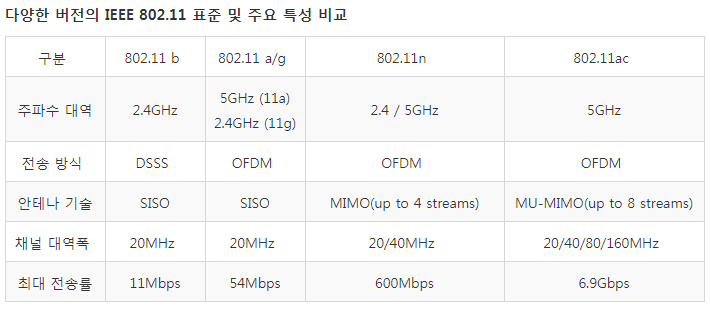 다양한 버전의 IEEE 802.11 표준 및 주요 특성 비교
구분 802.11 b 802.11 a/g 802.11n 802.11ac
주파수 대역 2.4GHz 5GHz (11a) 2.4 / 5GHz 5GHz
2.4GHz (11g)
전송 방식 DSSS OFDM OFDM OFDM
안테나 기술 SISO SISO MIMO(up to 4 streams) MU-MIMO(up to 8 streams)
채널 대역폭 20MHz 20MHz 20/40MHz 20/40/80/160MHz
최대 전송률 11Mbps 54Mbps 600Mbps 6.9Gbps